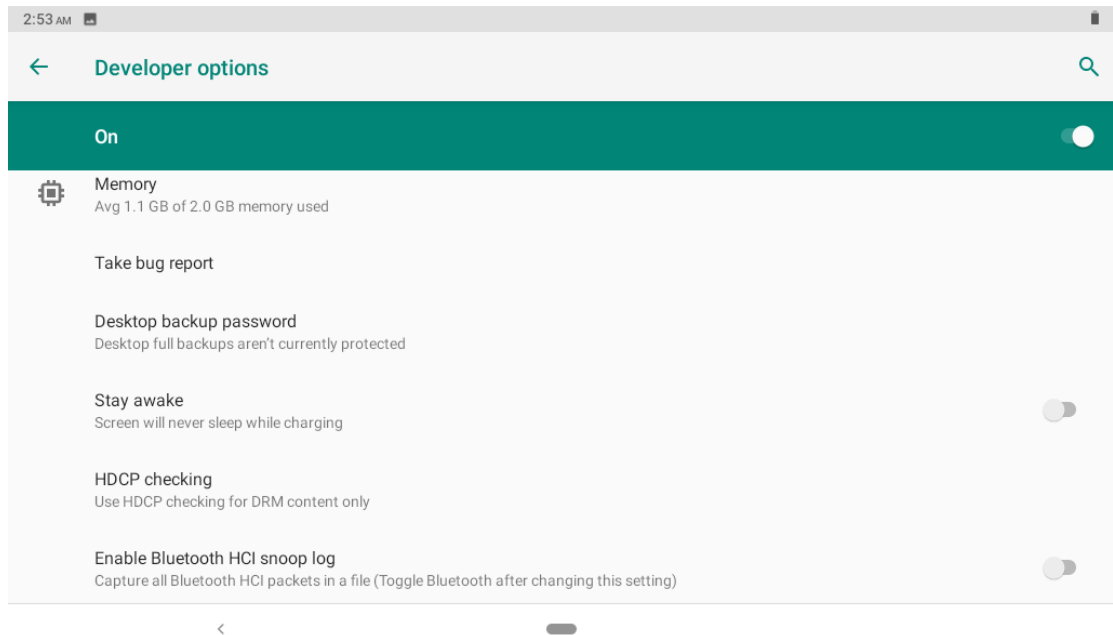 2:53 AM
Developer options
On
Memory
Avg 1.1 GB of 2.0 GB memory used
Take bug report
Desktop backup password
Desktop full backups aren't currently protected
Stay awake
Screen will never sleep while charging
HDCP checking
Use HDCP checking for DRM content only
Enable Bluetooth HCI snoop log
Capture all Bluetooth HCI packets in a file (Toggle Bluetooth after changing this setting)